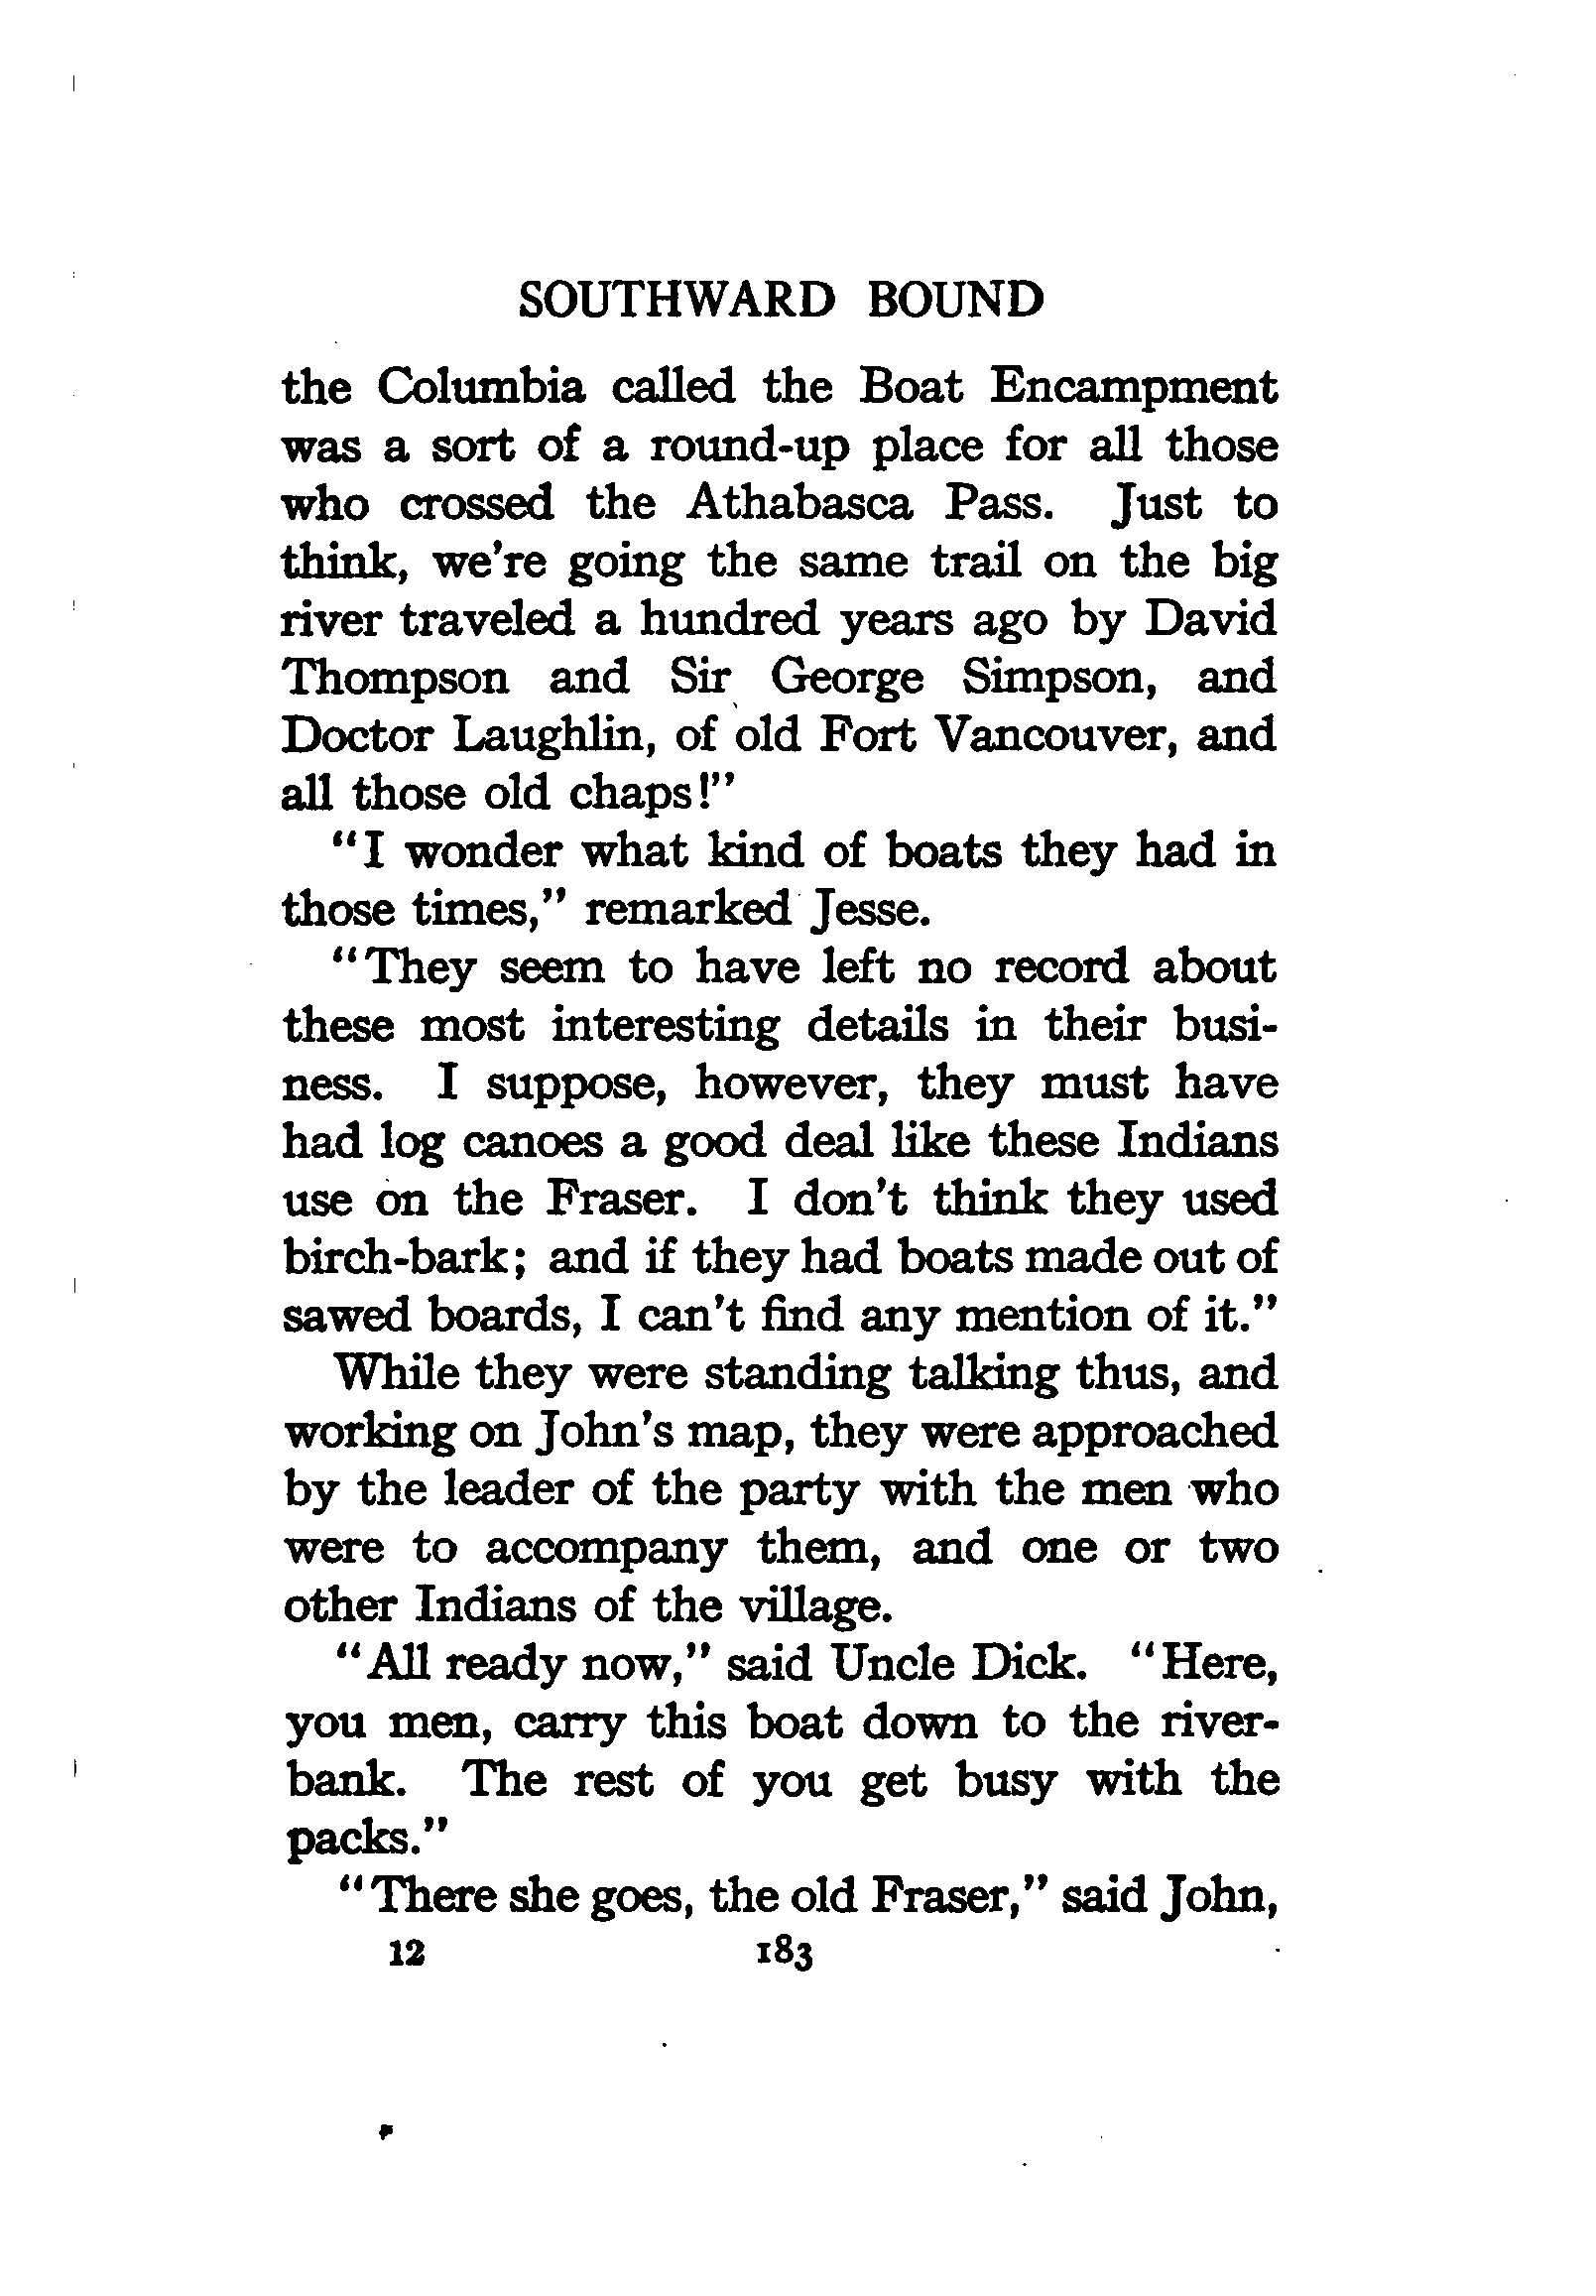 SOUTHWARD BOUND
the Columbia called the Boat Encampment
was a sort of a round-up place for all those
who crossed the Athabasca Pass. Just to
think, we're going the same trail on the big
river traveled a hundred years ago by David
Thompson and Sir George Simpson, and
Doctor Laughlin, of old Fort Vancouver, and
all those old chaps!”
“I wonder what kind of boats they had in
those times,” remarked Jesse.
“They seem to have left no record about
these most interesting details in their busi-
ness. I suppose, however, they must have
had log canoes a good deal like these Indians
use on the Fraser. I don't think they used
birch-bark; and if they had boats made out of
sawed boards, I can't find any mention of it.”
While they were standing talking thus, and
working on John's map, they were approached
by the leader of the party with the men who
were to accompany them, and one or two
other Indians of the village.
“All ready now,” said Uncle Dick. “Here,
you men, carry this boat down to the river-
bank. The rest of you get busy with the
packs.”
“There she goes, the old Fraser,” said John,
12 183